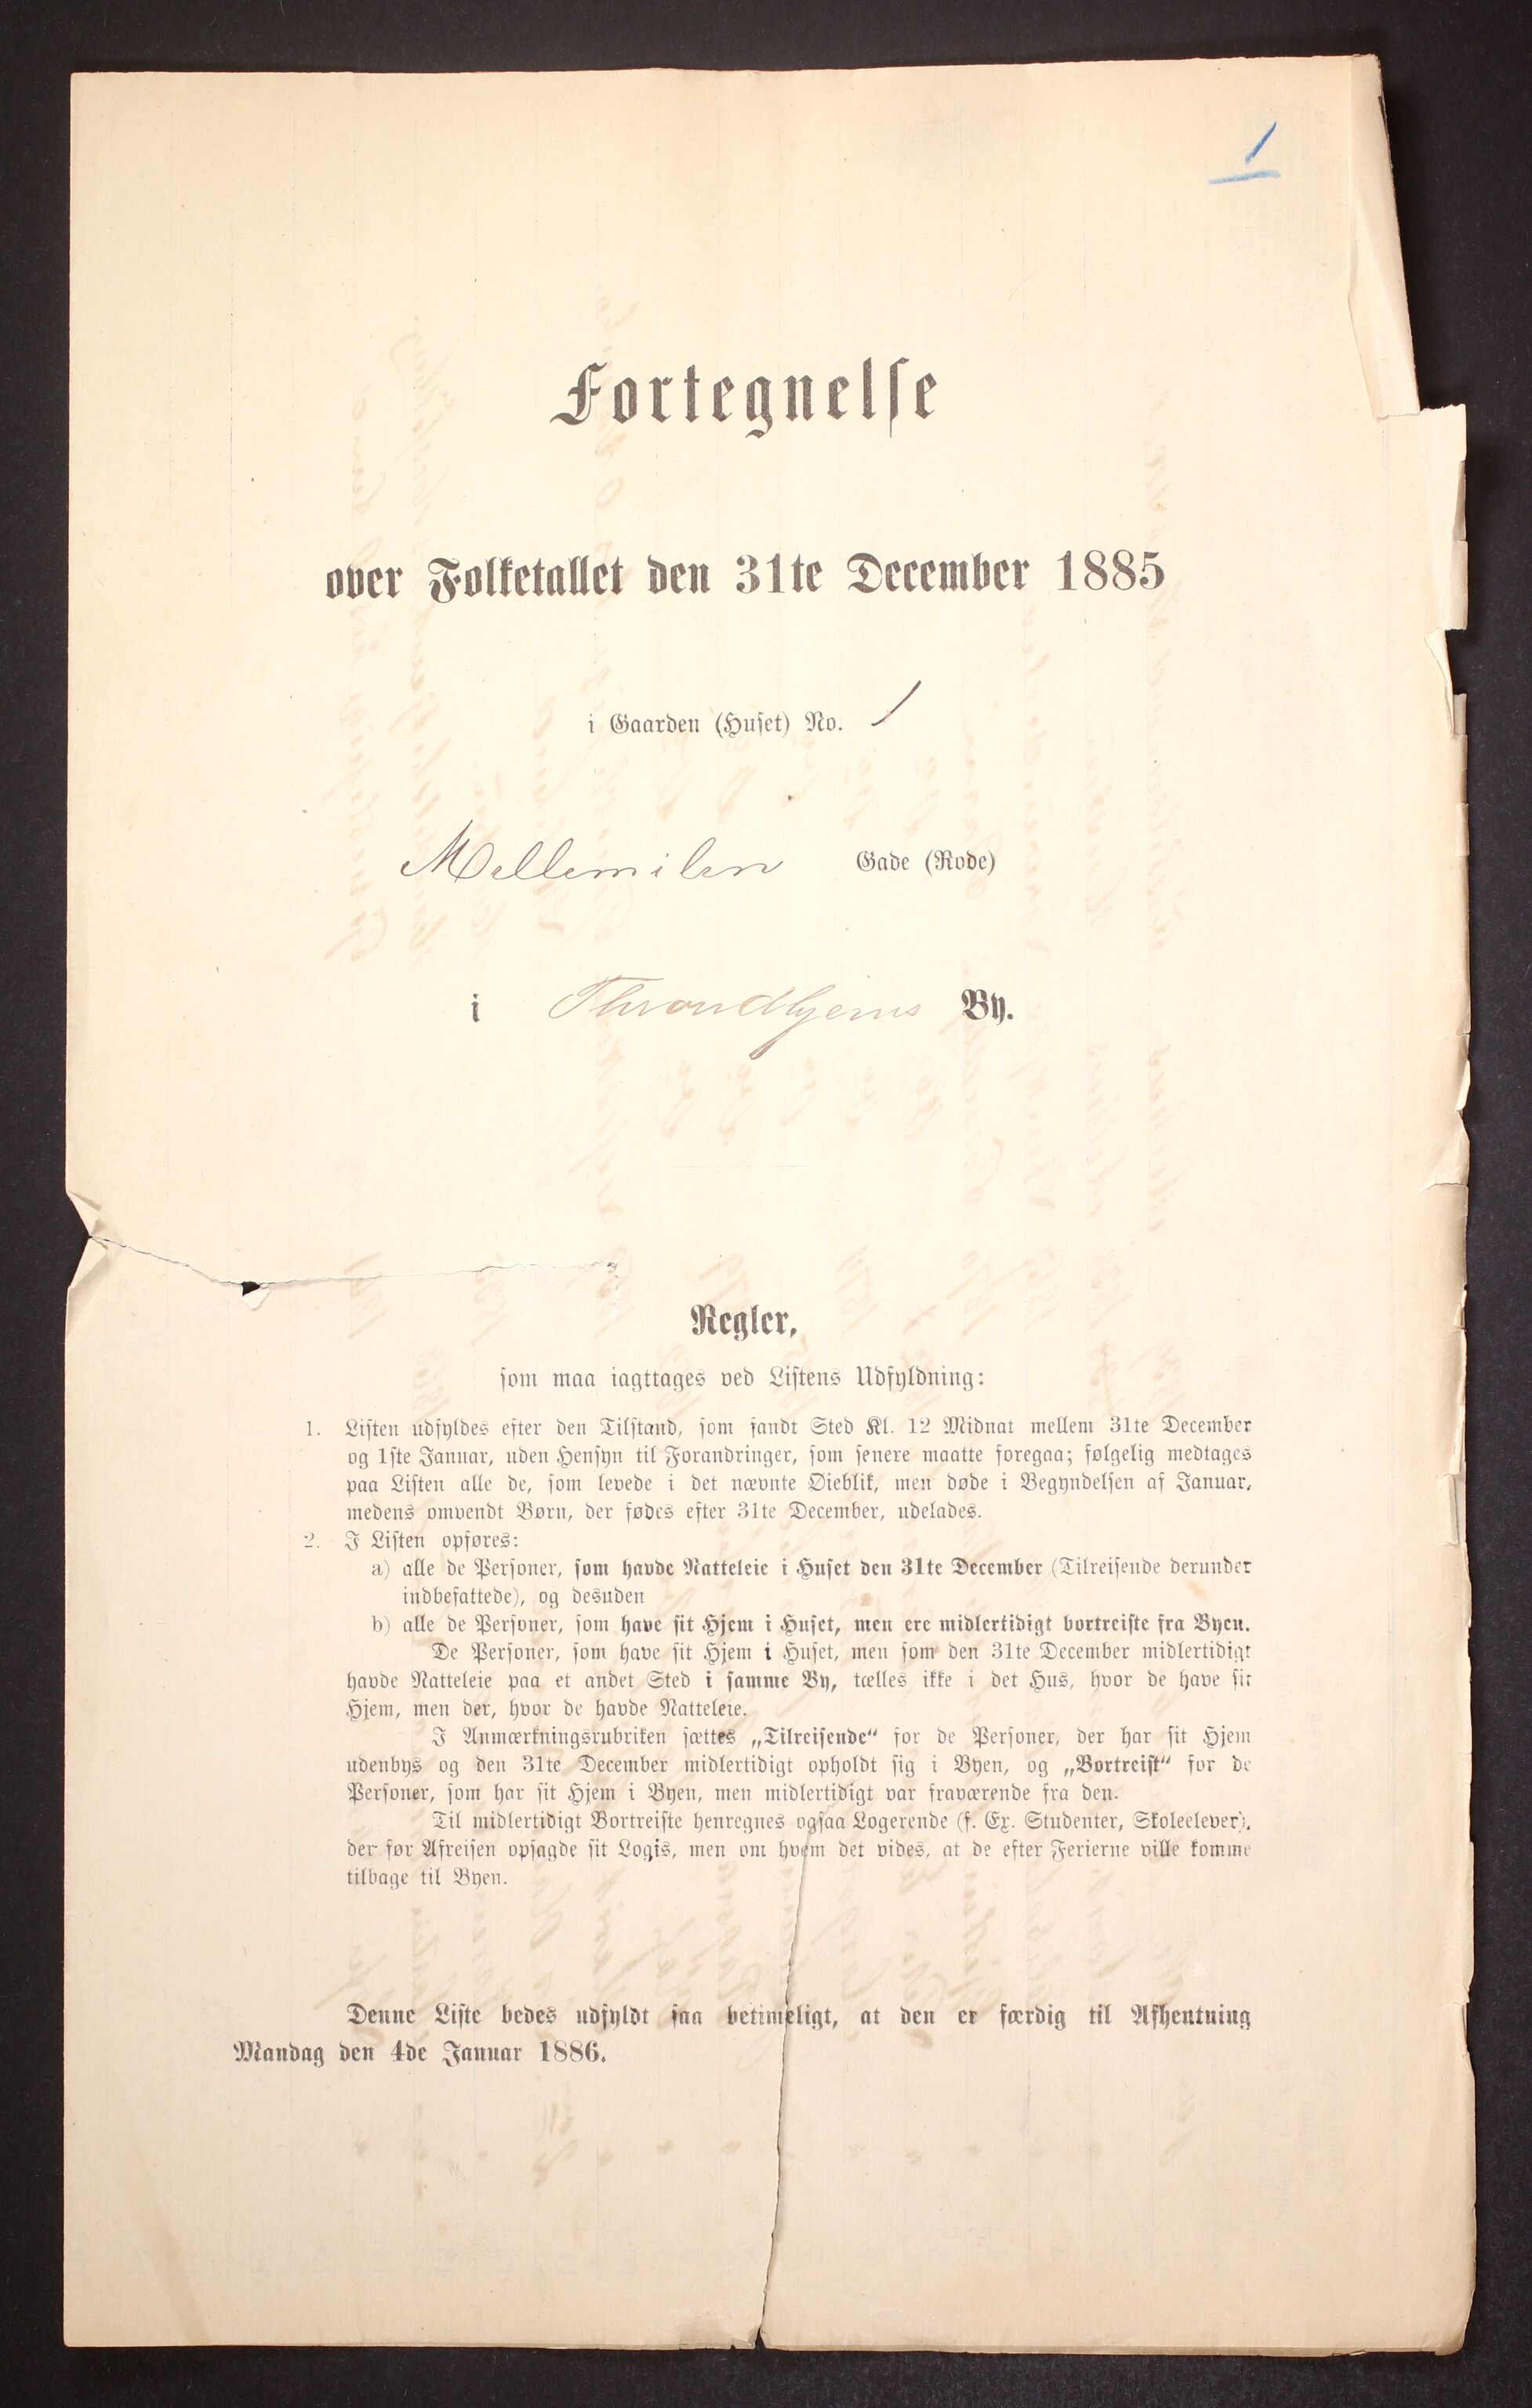 1
Fortegnelse
over Folketallet den 31te December 1885
i Gaarden (Huset) No. 1
Mellemilen Gade (Rode)
i Throndhjems By.
Regler,
som maa iagttages ved Listens Udfyldning:
1. Listen udfyldes efter den Tilstand, som fandt Sted Kl. 12 Midnat mellem 31te December
og 1ste Januar, uden Hensyn til Forandringer, som senere maatte foregaa; følgelig medtages
paa Listen alle de, som levede i det nævnte Øieblik, men døde i Begyndelsen af Januar,
medens omvendt Børn, der fødes efter 31te December, udelades.
2. I Listen opføres:
a) alle de Personer, som havde Natteleie i Huset den 31te December (Tilreisende derunder
indbefattede), og desuden
b) alle de Personer, som have sit Hjem i Huset, men ere midlertidigt bortreiste fra Byen.
De Personer, som have sit Hjem i Huset, men som den 31te December midlertidigt
havde Natteleie paa et andet Sted i samme By, tælles ikke i det Hus, hvor de have sit
Hjem, men der, hvor de havde Natteleie.
I Anmærkningsrubriken sættes „Tilreisende“ for de Personer, der har sit Hjem
udenbys og den 31te December midlertidigt opholdt sig i Byen, og „Bortreist“ for de
Personer, som har sit Hjem i Byen, men midlertidigt var fraværende fra den.
Til midlertidigt Bortreiste henregnes ogsaa Logerende (f. Ex. Studenter, Skoleelever),
der før Afreisen opsagde sit Logis, men om hvem det vides, at de efter Ferierne ville komme
tilbage til Byen.
Denne Liste bedes udfyldt saa betimeligt, at den er færdig til Afhentning
Mandag den 4de Januar 1886.